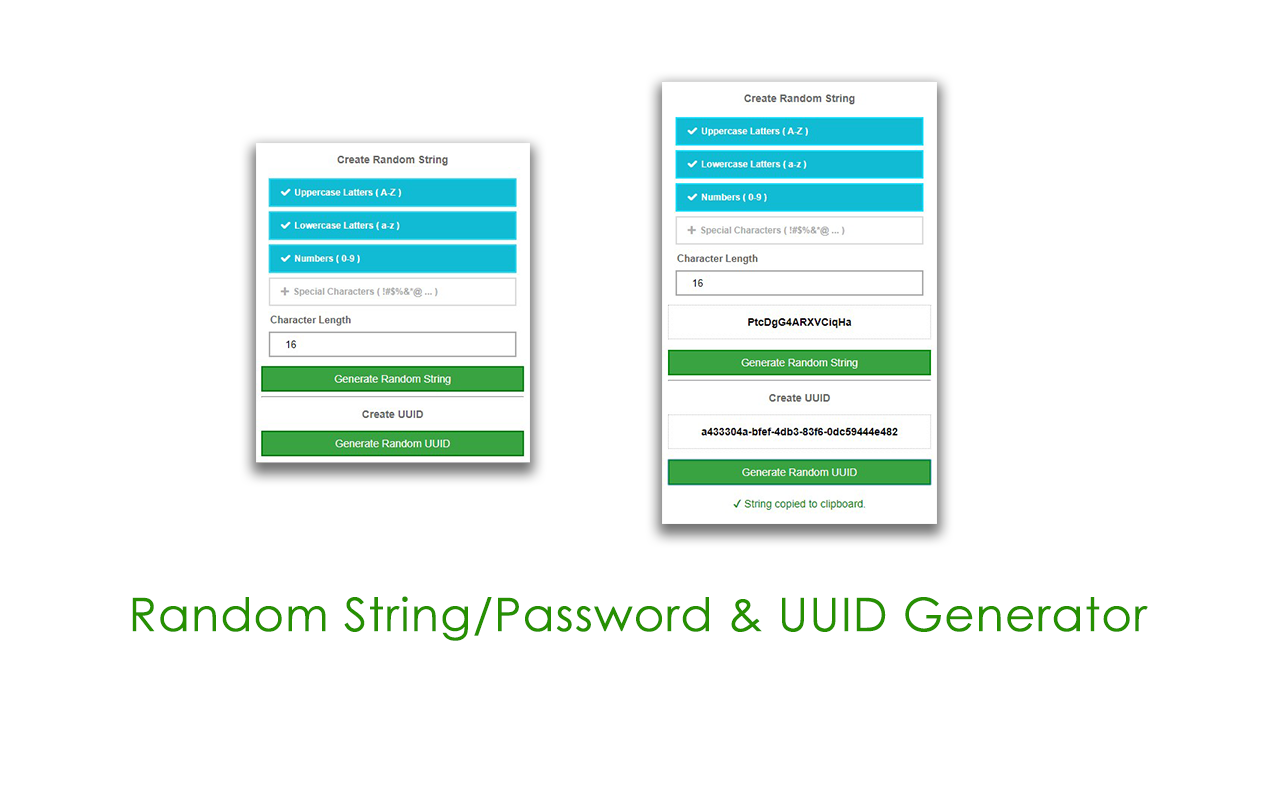 Create Random String
Uppercase Latters ( A-Z )
Lowercase Latters ( a-z )
Numbers ( 0-9 )
Special Characters ( !#$%&*@ ... )
Character Length
16
Generate Random String
Create UUID
Generate Random UUID
Create Random String
Uppercase Latters ( A-Z )
Lowercase Latters ( a-z )
Numbers ( 0-9 )
Special Characters ( !#$%&*@ ... )
Character Length
16
PtcDgG4ARXVCiqHa
Generate Random String
Create UUID
a433304a-bfef-4db3-83f6-0dc59444e482
Generate Random UUID
✓ String copied to clipboard.
Random String/Password & UUID Generator